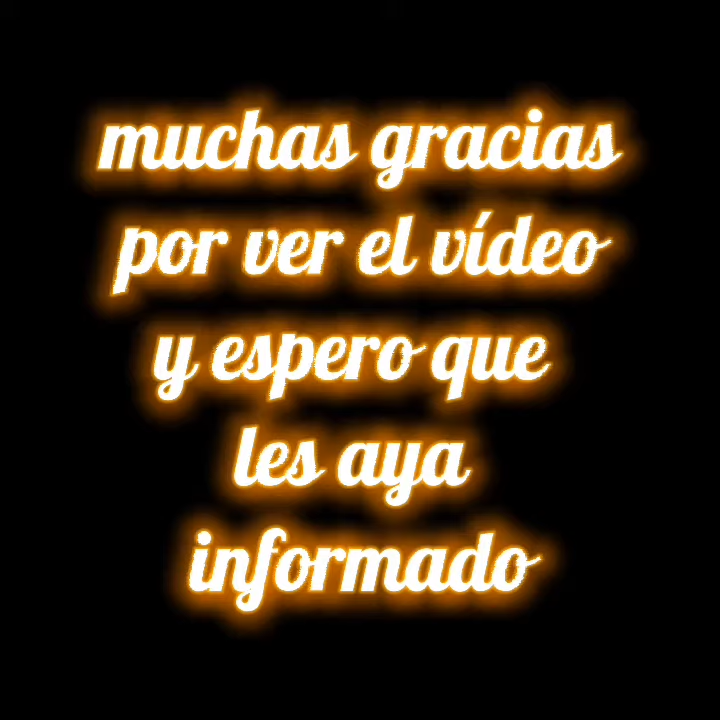 muchas gracias
por ver el vídeo
y espero que
les aya
informado